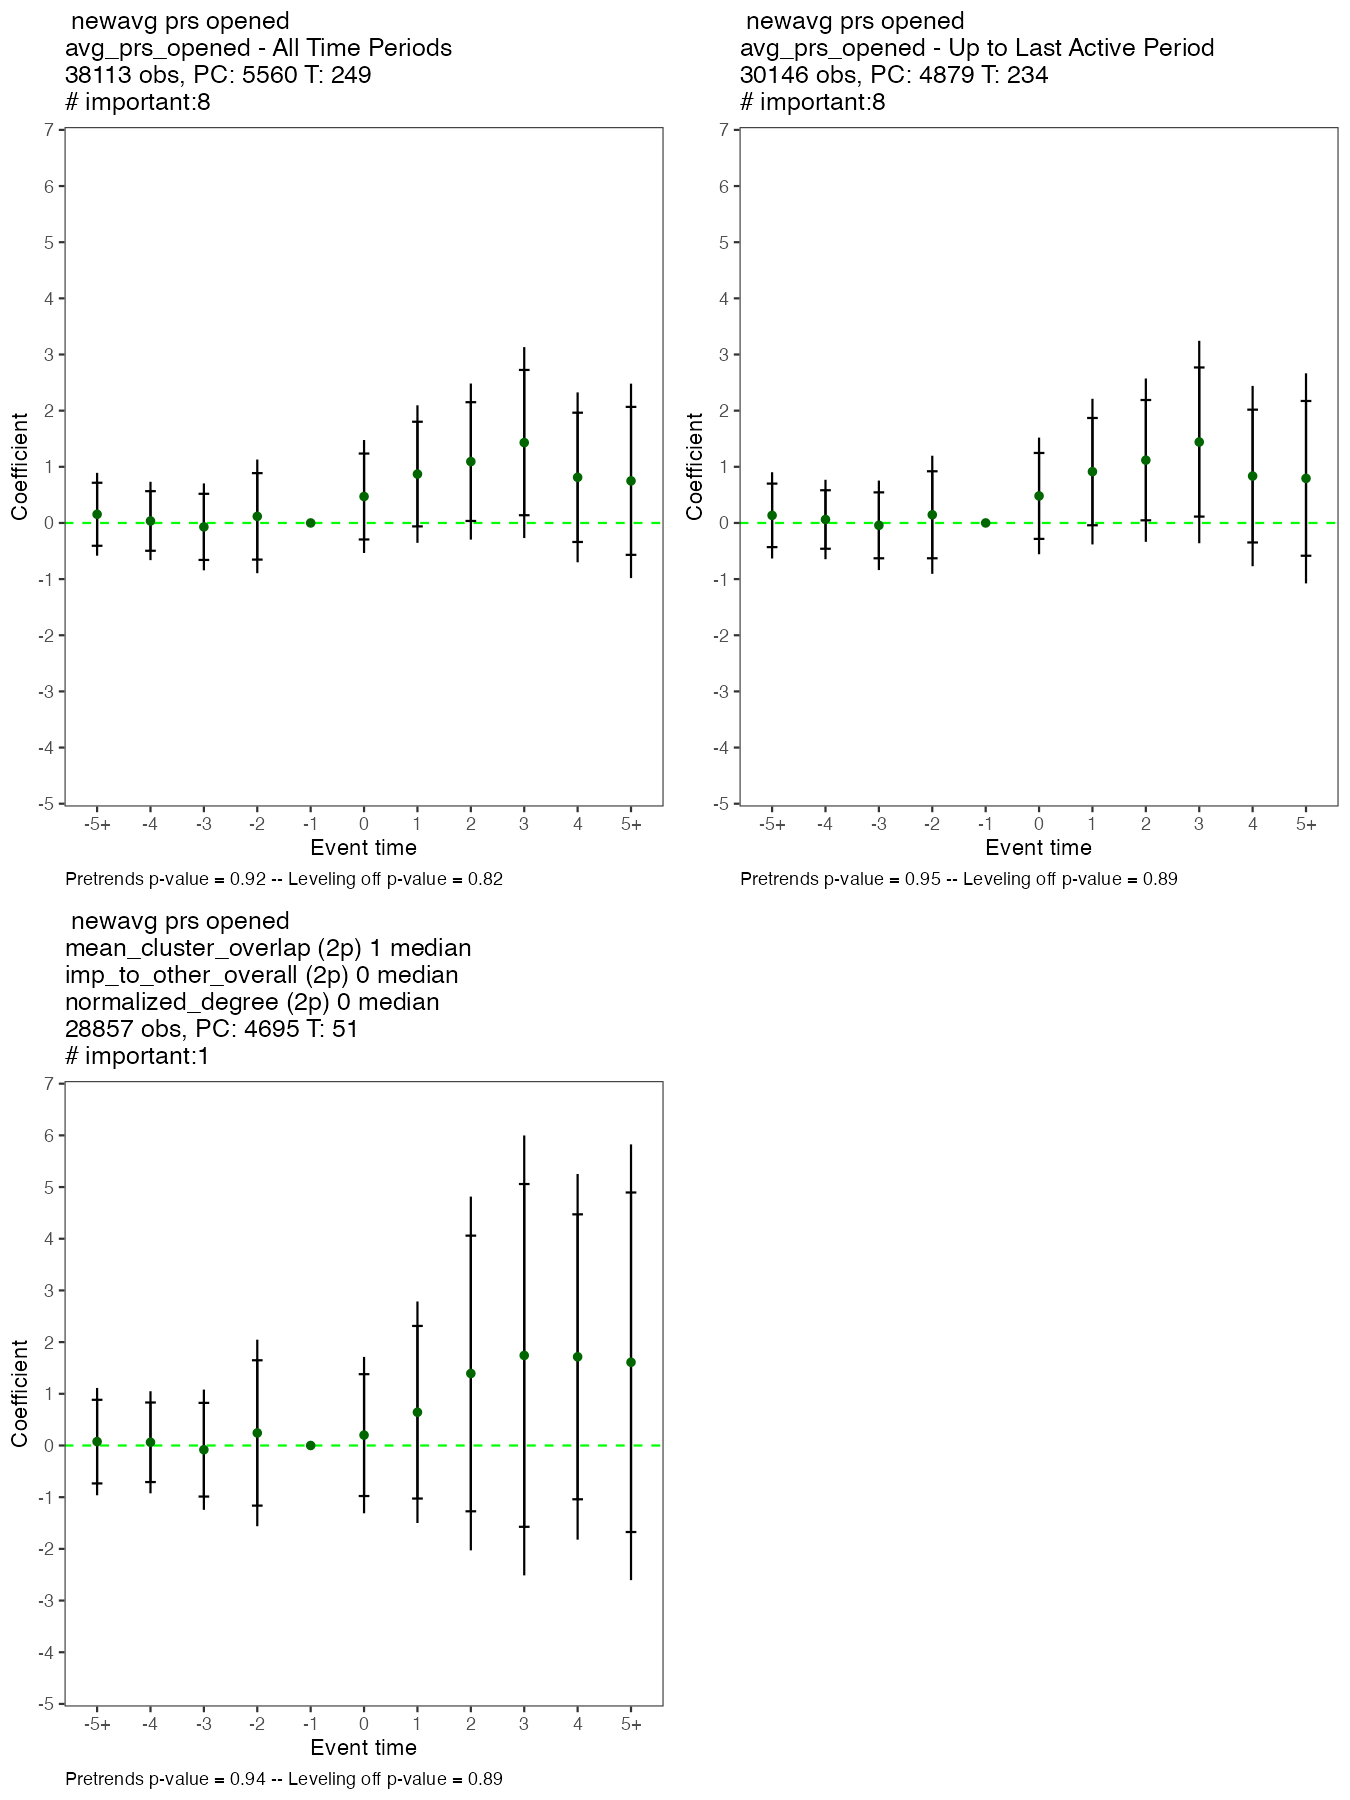 newavg prs opened
avg_prs_opened - All Time Periods
38113 obs, PC: 5560 T: 249
# important:8
7
6
5
4
3
2
1
0
-1
-2
-3
-4
-5
Coefficient
-5+ -4 -3 -2 -1 0 1 2 3 4 5+
Event time
Pretrends p-value = 0.92 -- Leveling off p-value = 0.82
newavg prs opened
avg_prs_opened - Up to Last Active Period
30146 obs, PC: 4879 T: 234
# important:8
7
6
5
4
3
2
1
0
-1
-2
-3
-4
-5
Coefficient
-5+ -4 -3 -2 -1 0 1 2 3 4 5+
Event time
Pretrends p-value = 0.95 -- Leveling off p-value = 0.89
newavg prs opened
mean_cluster_overlap (2p) 1 median
imp_to_other_overall (2p) 0 median
normalized_degree (2p) 0 median
28857 obs, PC: 4695 T: 51
# important:1
7
6
5
4
3
2
1
0
-1
-2
-3
-4
-5
Coefficient
-5+ -4 -3 -2 -1 0 1 2 3 4 5+
Event time
Pretrends p-value = 0.94 -- Leveling off p-value = 0.89